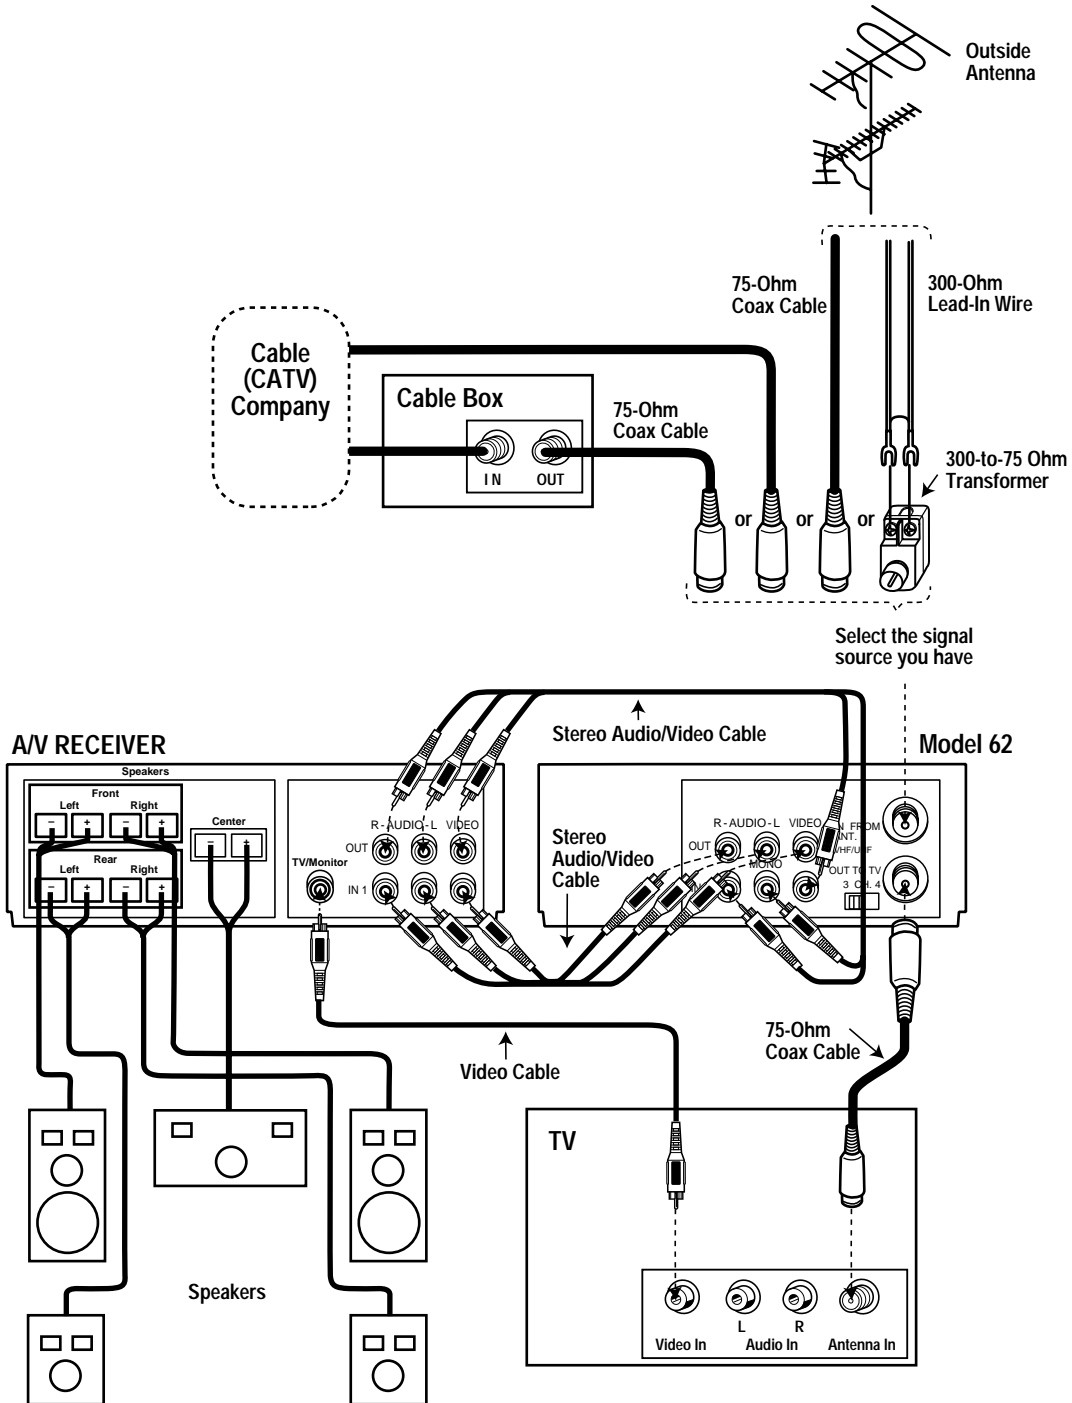 Outside
Antenna
75-Ohm
Coax Cable
300-Ohm
Lead-In Wire
Cable
(CATV)
Company
Cable Box
IN
OUT
75-Ohm
Coax Cable
300-to-75 Ohm
Transformer
or
or
or
Select the signal
source you have
Stereo Audio/Video Cable
A/V RECEIVER
Model 62
Speakers
Front
Left
Right
− + − +
Center
− +
Rear
Left
Right
− + − +
TV/Monitor
R - AUDIO - L VIDEO
OUT
IN 1
Stereo
Audio/Video
Cable
R - AUDIO - L VIDEO
OUT
MONO
FROM
VHF/UHF
OUT TO TV
3 CH. 4
Video Cable
75-Ohm
Coax Cable
TV
Speakers
L
R
Video In
Audio In
Antenna In